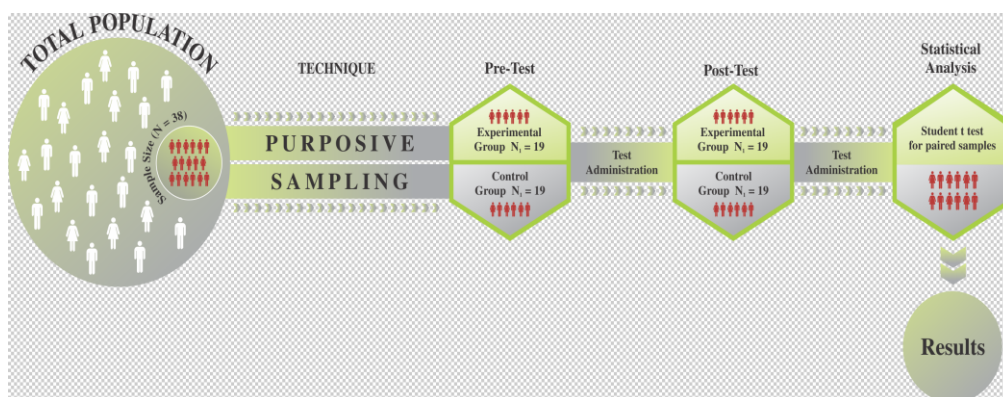 TOTAL POPULATION
Sample Size (N = 38)
TECHNIQUE
PURPOSIVE
SAMPLING
Pre-Test
Experimental
Group N₁ = 19
Control
Group N₁ = 19
Test
Administration
Post-Test
Experimental
Group N₁ = 19
Control
Group N₁ = 19
Test
Administration
Statistical
Analysis
Student t test
for paired samples
Results